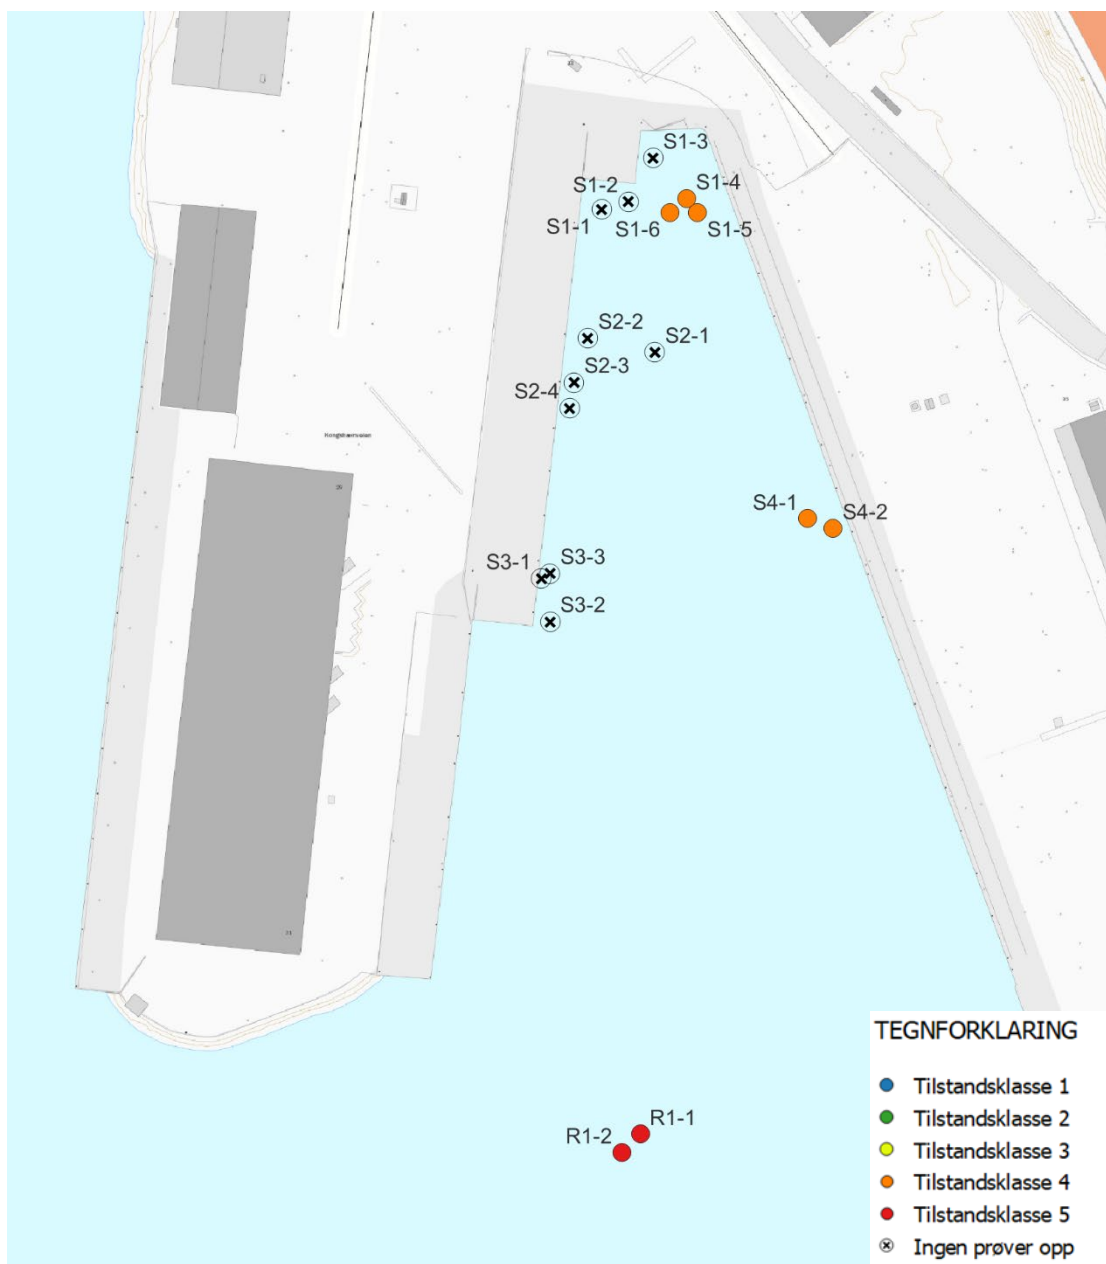 S1-3
S1-4
S1-2
S1-1
S1-6
S1-5
S2-2
S2-1
S2-3
S2-4
S4-1
S4-2
S3-3
S3-1
S3-2
R1-1
R1-2
TEGNFORKLARING
Tilstandsklasse 1
Tilstandsklasse 2
Tilstandsklasse 3
Tilstandsklasse 4
Tilstandsklasse 5
Ingen prøver opp